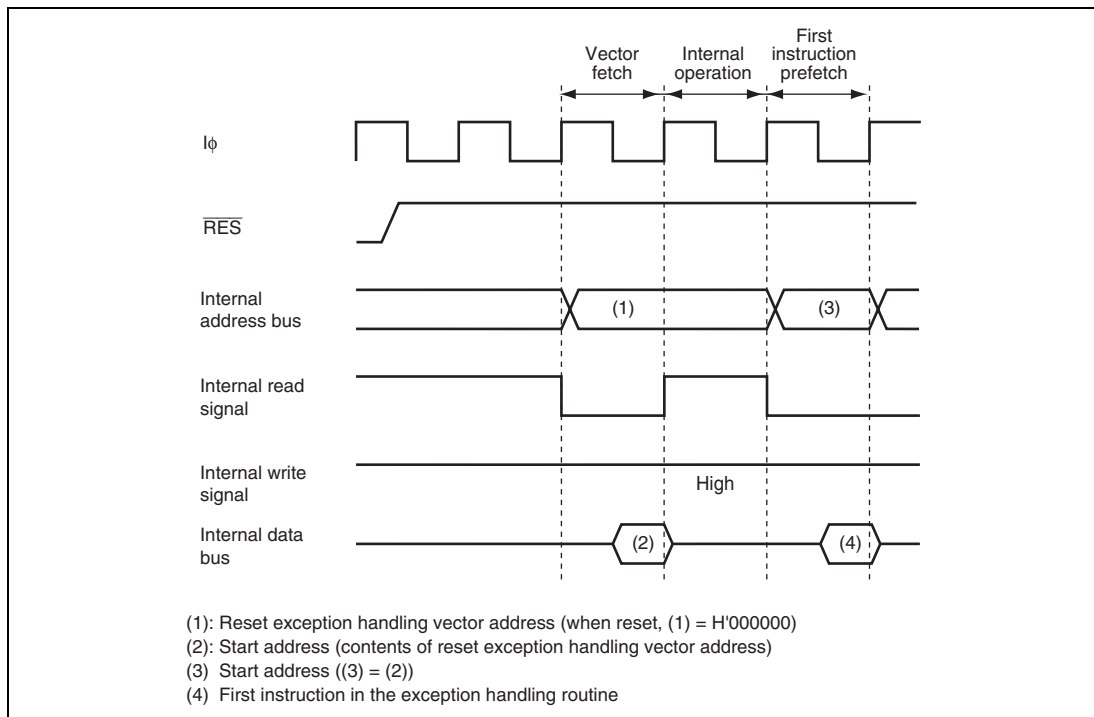 Vector
fetch
Internal
operation
First
instruction
prefetch
Iϕ
R̅E̅S̅
Internal
address bus
(1)
(3)
Internal read
signal
Internal write
signal
High
Internal data
bus
(2)
(4)
(1): Reset exception handling vector address (when reset, (1) = H'000000)
(2): Start address (contents of reset exception handling vector address)
(3) Start address ((3) = (2))
(4) First instruction in the exception handling routine